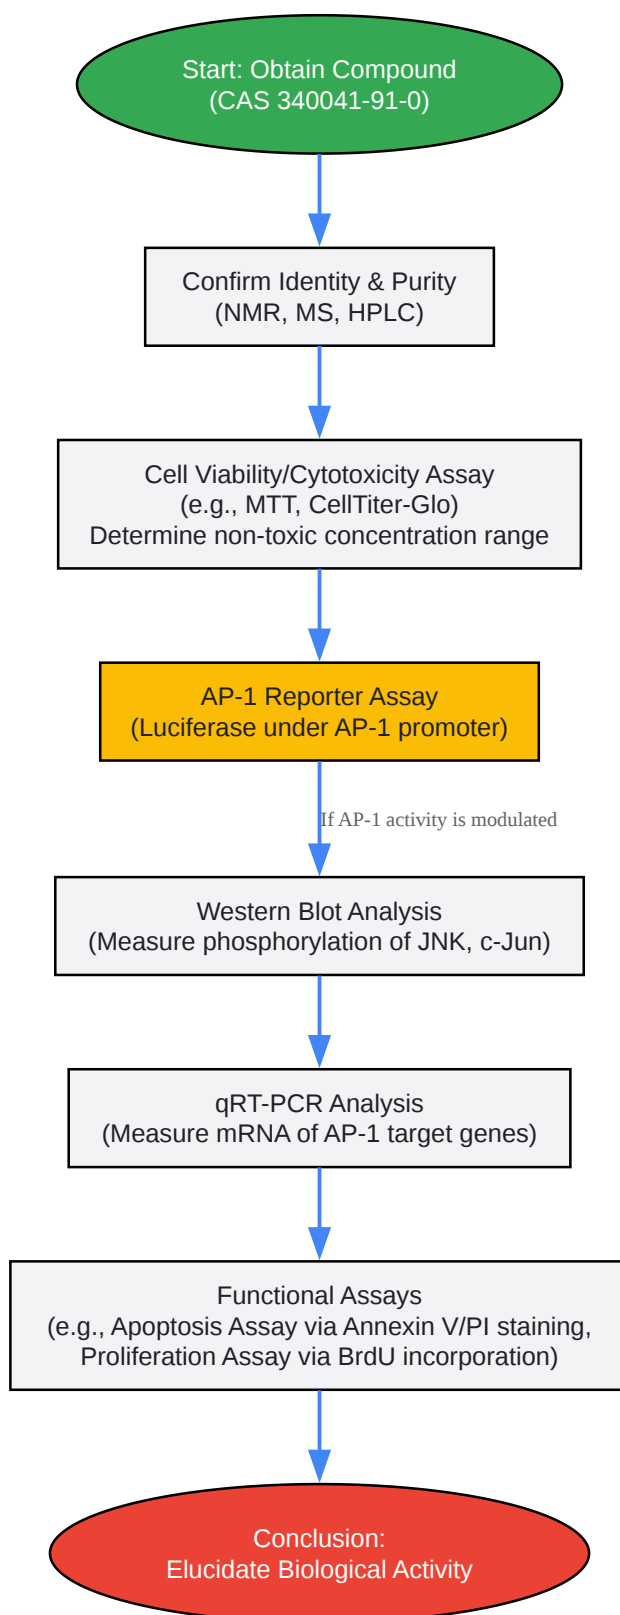 Start: Obtain Compound
(CAS 340041-91-0)
Confirm Identity & Purity
(NMR, MS, HPLC)
Cell Viability/Cytotoxicity Assay
(e.g., MTT, CellTiter-Glo)
Determine non-toxic concentration range
AP-1 Reporter Assay
(Luciferase under AP-1 promoter)
If AP-1 activity is modulated
Western Blot Analysis
(Measure phosphorylation of JNK, c-Jun)
qRT-PCR Analysis
(Measure mRNA of AP-1 target genes)
Functional Assays
(e.g., Apoptosis Assay via Annexin V/PI staining,
Proliferation Assay via BrdU incorporation)
Conclusion:
Elucidate Biological Activity